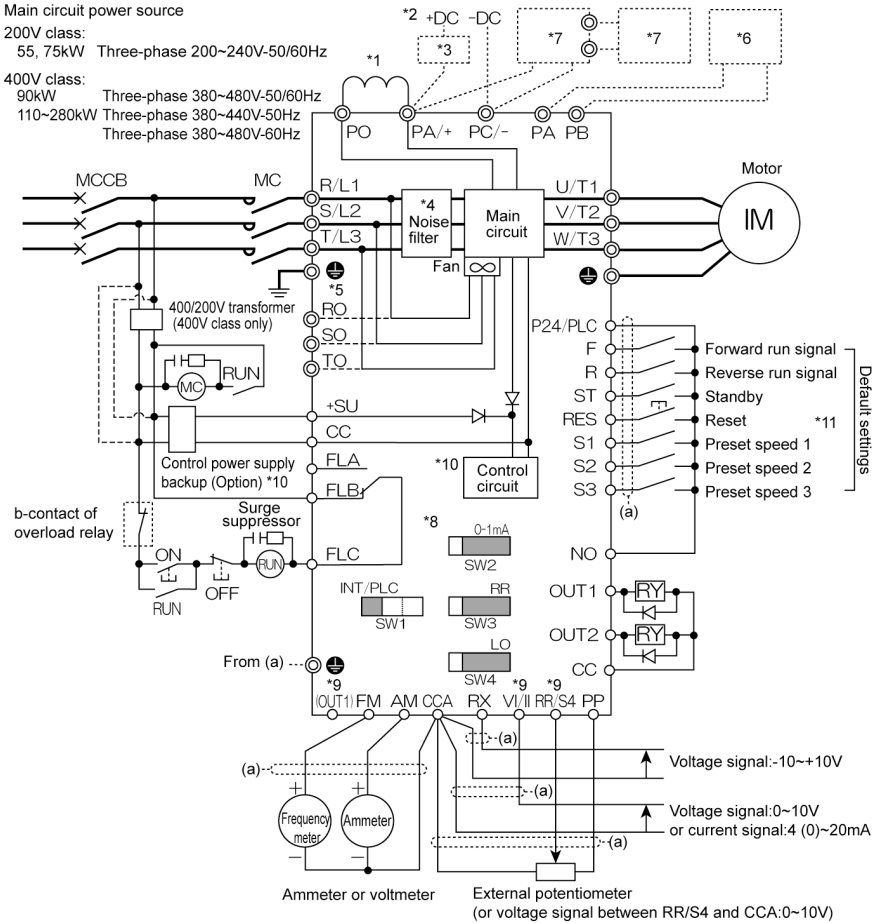 Main circuit power source
200V class:
55, 75kW Three-phase 200~240V-50/60Hz
400V class:
90kW Three-phase 380~480V-50/60Hz
110~280kW Three-phase 380~440V-50Hz
Three-phase 380~480V-60Hz
*1
*2 +DC -DC
*3
*7
*7
*6
PO
PA/+
PC/-
PA PB
MCCB
MC
R/L1
S/L2
T/L3
*4
Noise
filter
Main
circuit
Fan
U/T1
V/T2
W/T3
Motor
IM
*5
RO
SO
TO
400/200V transformer
(400V class only)
MC
RUN
+SU
CC
FLA
FLB
FLC
Control power supply
backup (Option) *10
*10
Control
circuit
b-contact of
overload relay
Surge
suppressor
ON
RUN
OFF
RUN
P24/PLC
F Forward run signal
R Reverse run signal
ST Standby
RES Reset
S1 Preset speed 1
S2 Preset speed 2
S3 Preset speed 3
*11
Default settings
(a)
NO
*8
0-1mA
SW2
INT/PLC
SW1
RR
SW3
LO
SW4
OUT1
RY
OUT2
RY
CC
From (a)
*9
*9
*9
(OUT1) FM AM CCA RX VI/II RR/S4 PP
(a)
(a)
(a)
(a)
Voltage signal:-10~+10V
Voltage signal:0~10V
or current signal:4 (0)~20mA
+
Frequency
meter
−
+
Ammeter
−
Ammeter or voltmeter
External potentiometer
(or voltage signal between RR/S4 and CCA:0~10V)